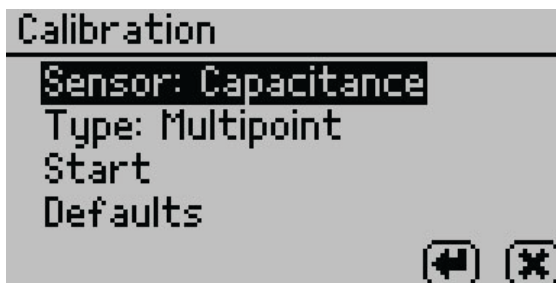 Calibration
Sensor: Capacitance
Type: Multipoint
Start
Defaults